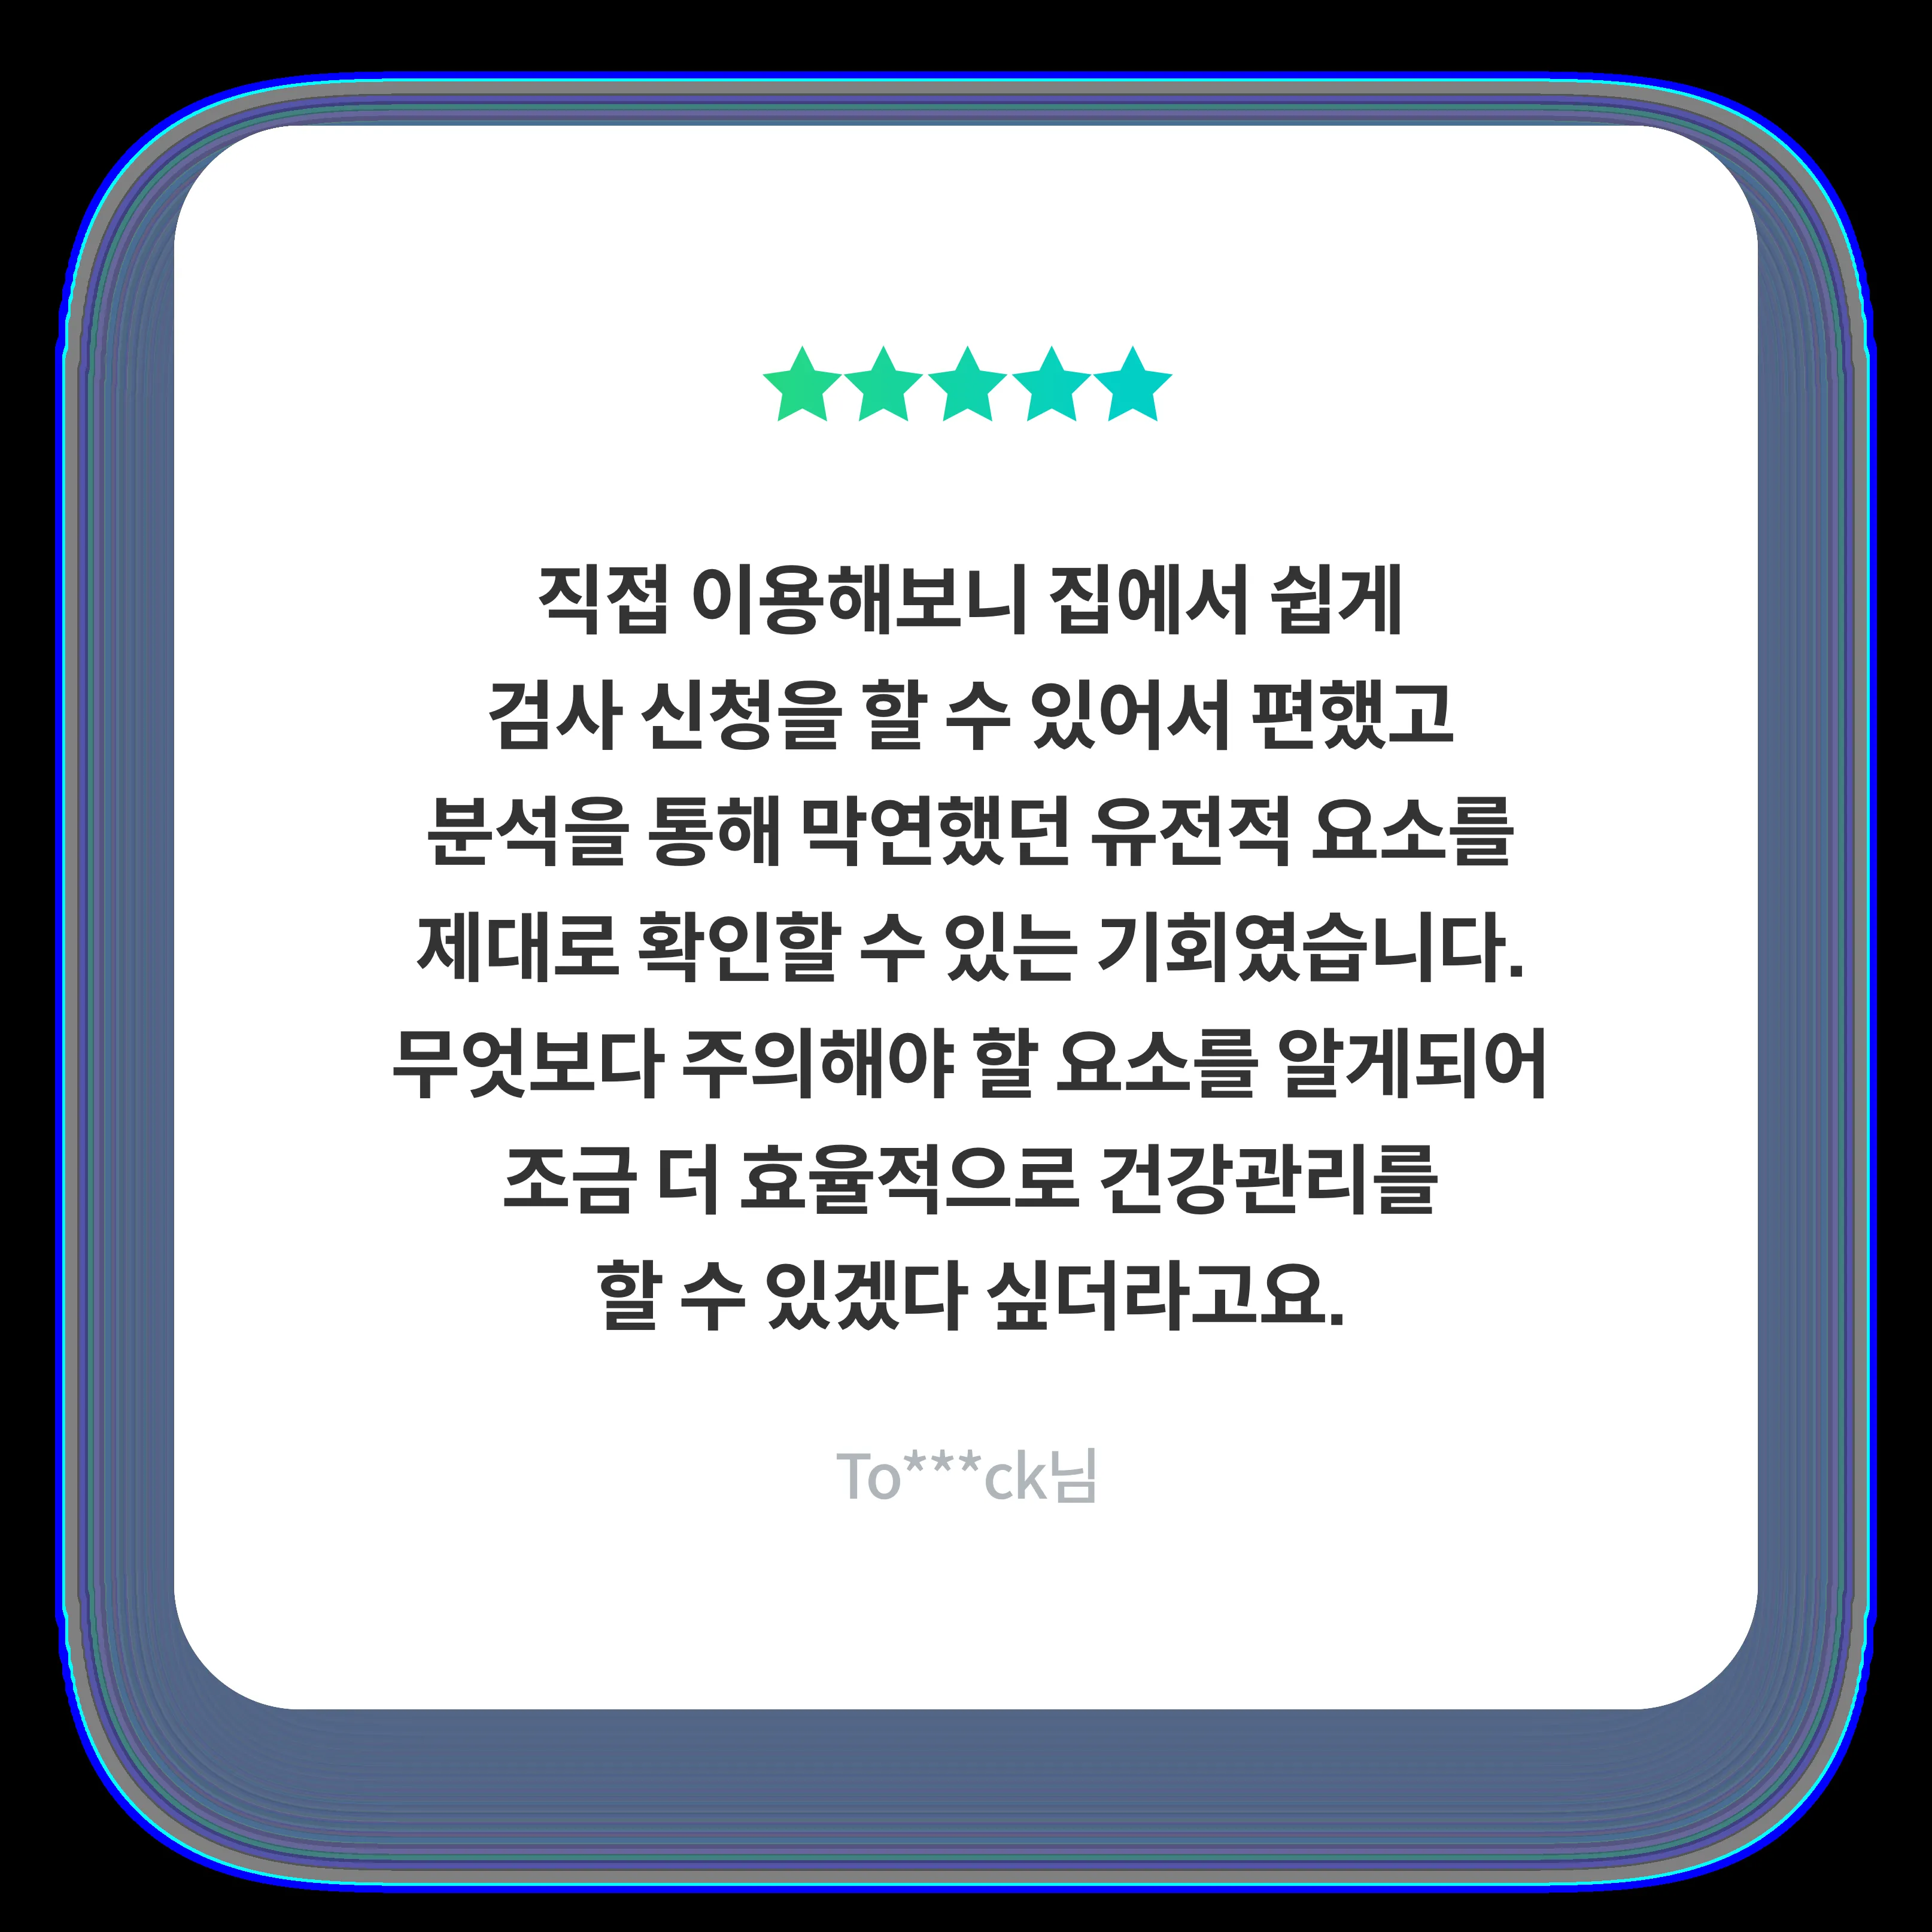 직접 이용해보니 집에서 쉽게
검사 신청을 할 수 있어서 편했고
분석을 통해 막연했던 유전적 요소를
제대로 확인할 수 있는 기회였습니다.
무엇보다 주의해야 할 요소를 알게되어
조금 더 효율적으로 건강관리를
할 수 있겠다 싶더라고요.
To***ck님